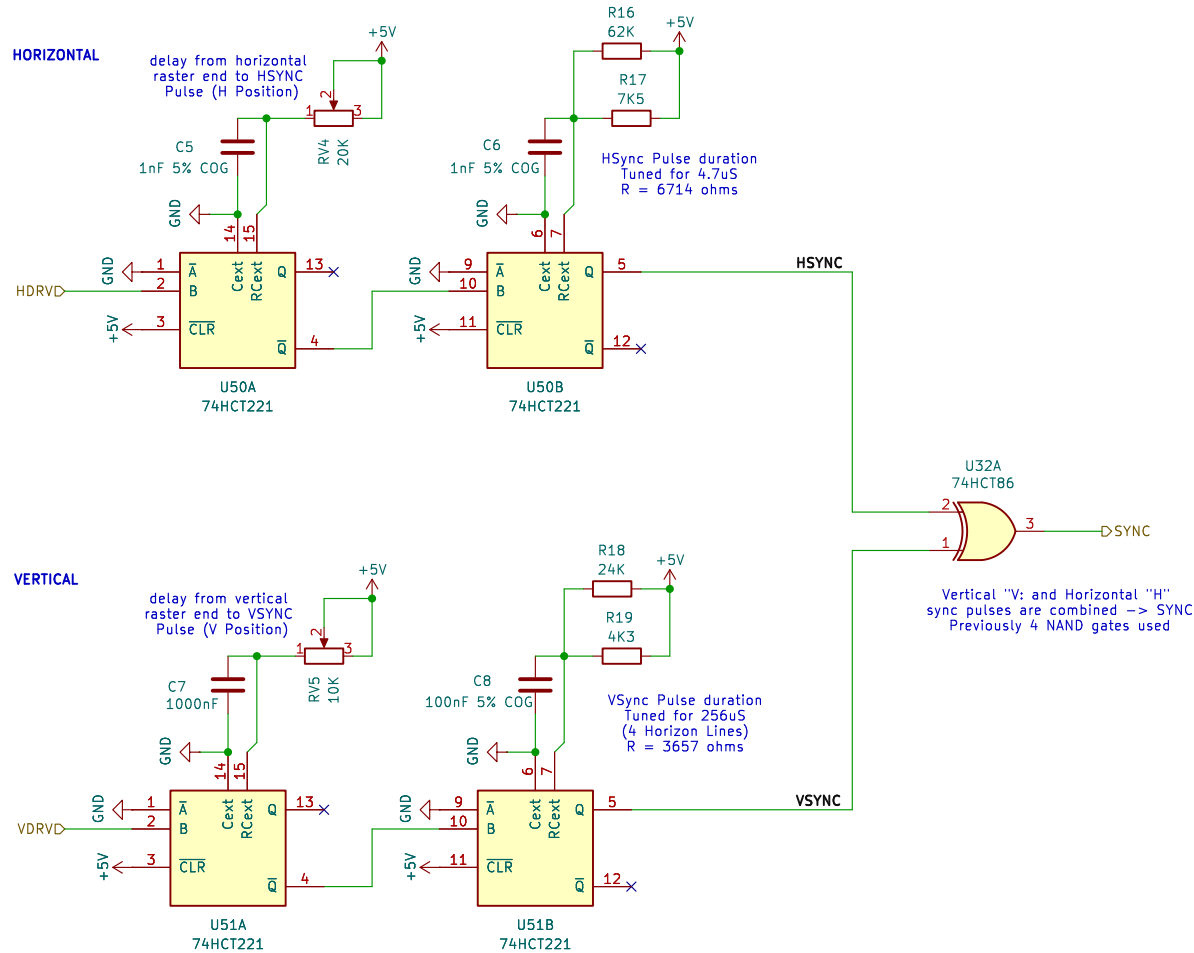 HORIZONTAL
delay from horizontal
raster end to HSYNC
Pulse (H Position)
+5V
1
2
3
RV4
20K
C5
1nF 5% COG
GND
14
15
GND
1
HDRV
2
+5V
3
A
B
CLR
Cext
RCext
Q
Q
13
4
U50A
74HCT221
R16
62K
+5V
R17
7K5
C6
1nF 5% COG
HSync Pulse duration
Tuned for 4.7uS
R = 6714 ohms
GND
6
7
GND
9
10
+5V
11
A
B
CLR
Cext
RCext
Q
Q
5
12
U50B
74HCT221
HSYNC
U32A
74HCT86
2
1
3
SYNC
Vertical "V: and Horizontal "H"
sync pulses are combined -> SYNC
Previously 4 NAND gates used
VERTICAL
delay from vertical
raster end to VSYNC
Pulse (V Position)
+5V
1
2
3
RV5
10K
C7
1000nF
GND
14
15
GND
1
VDRV
2
+5V
3
A
B
CLR
Cext
RCext
Q
Q
13
4
U51A
74HCT221
R18
24K
+5V
R19
4K3
C8
100nF 5% COG
VSync Pulse duration
Tuned for 256uS
(4 Horizon Lines)
R = 3657 ohms
GND
6
7
GND
9
10
+5V
11
A
B
CLR
Cext
RCext
Q
Q
5
12
U51B
74HCT221
VSYNC